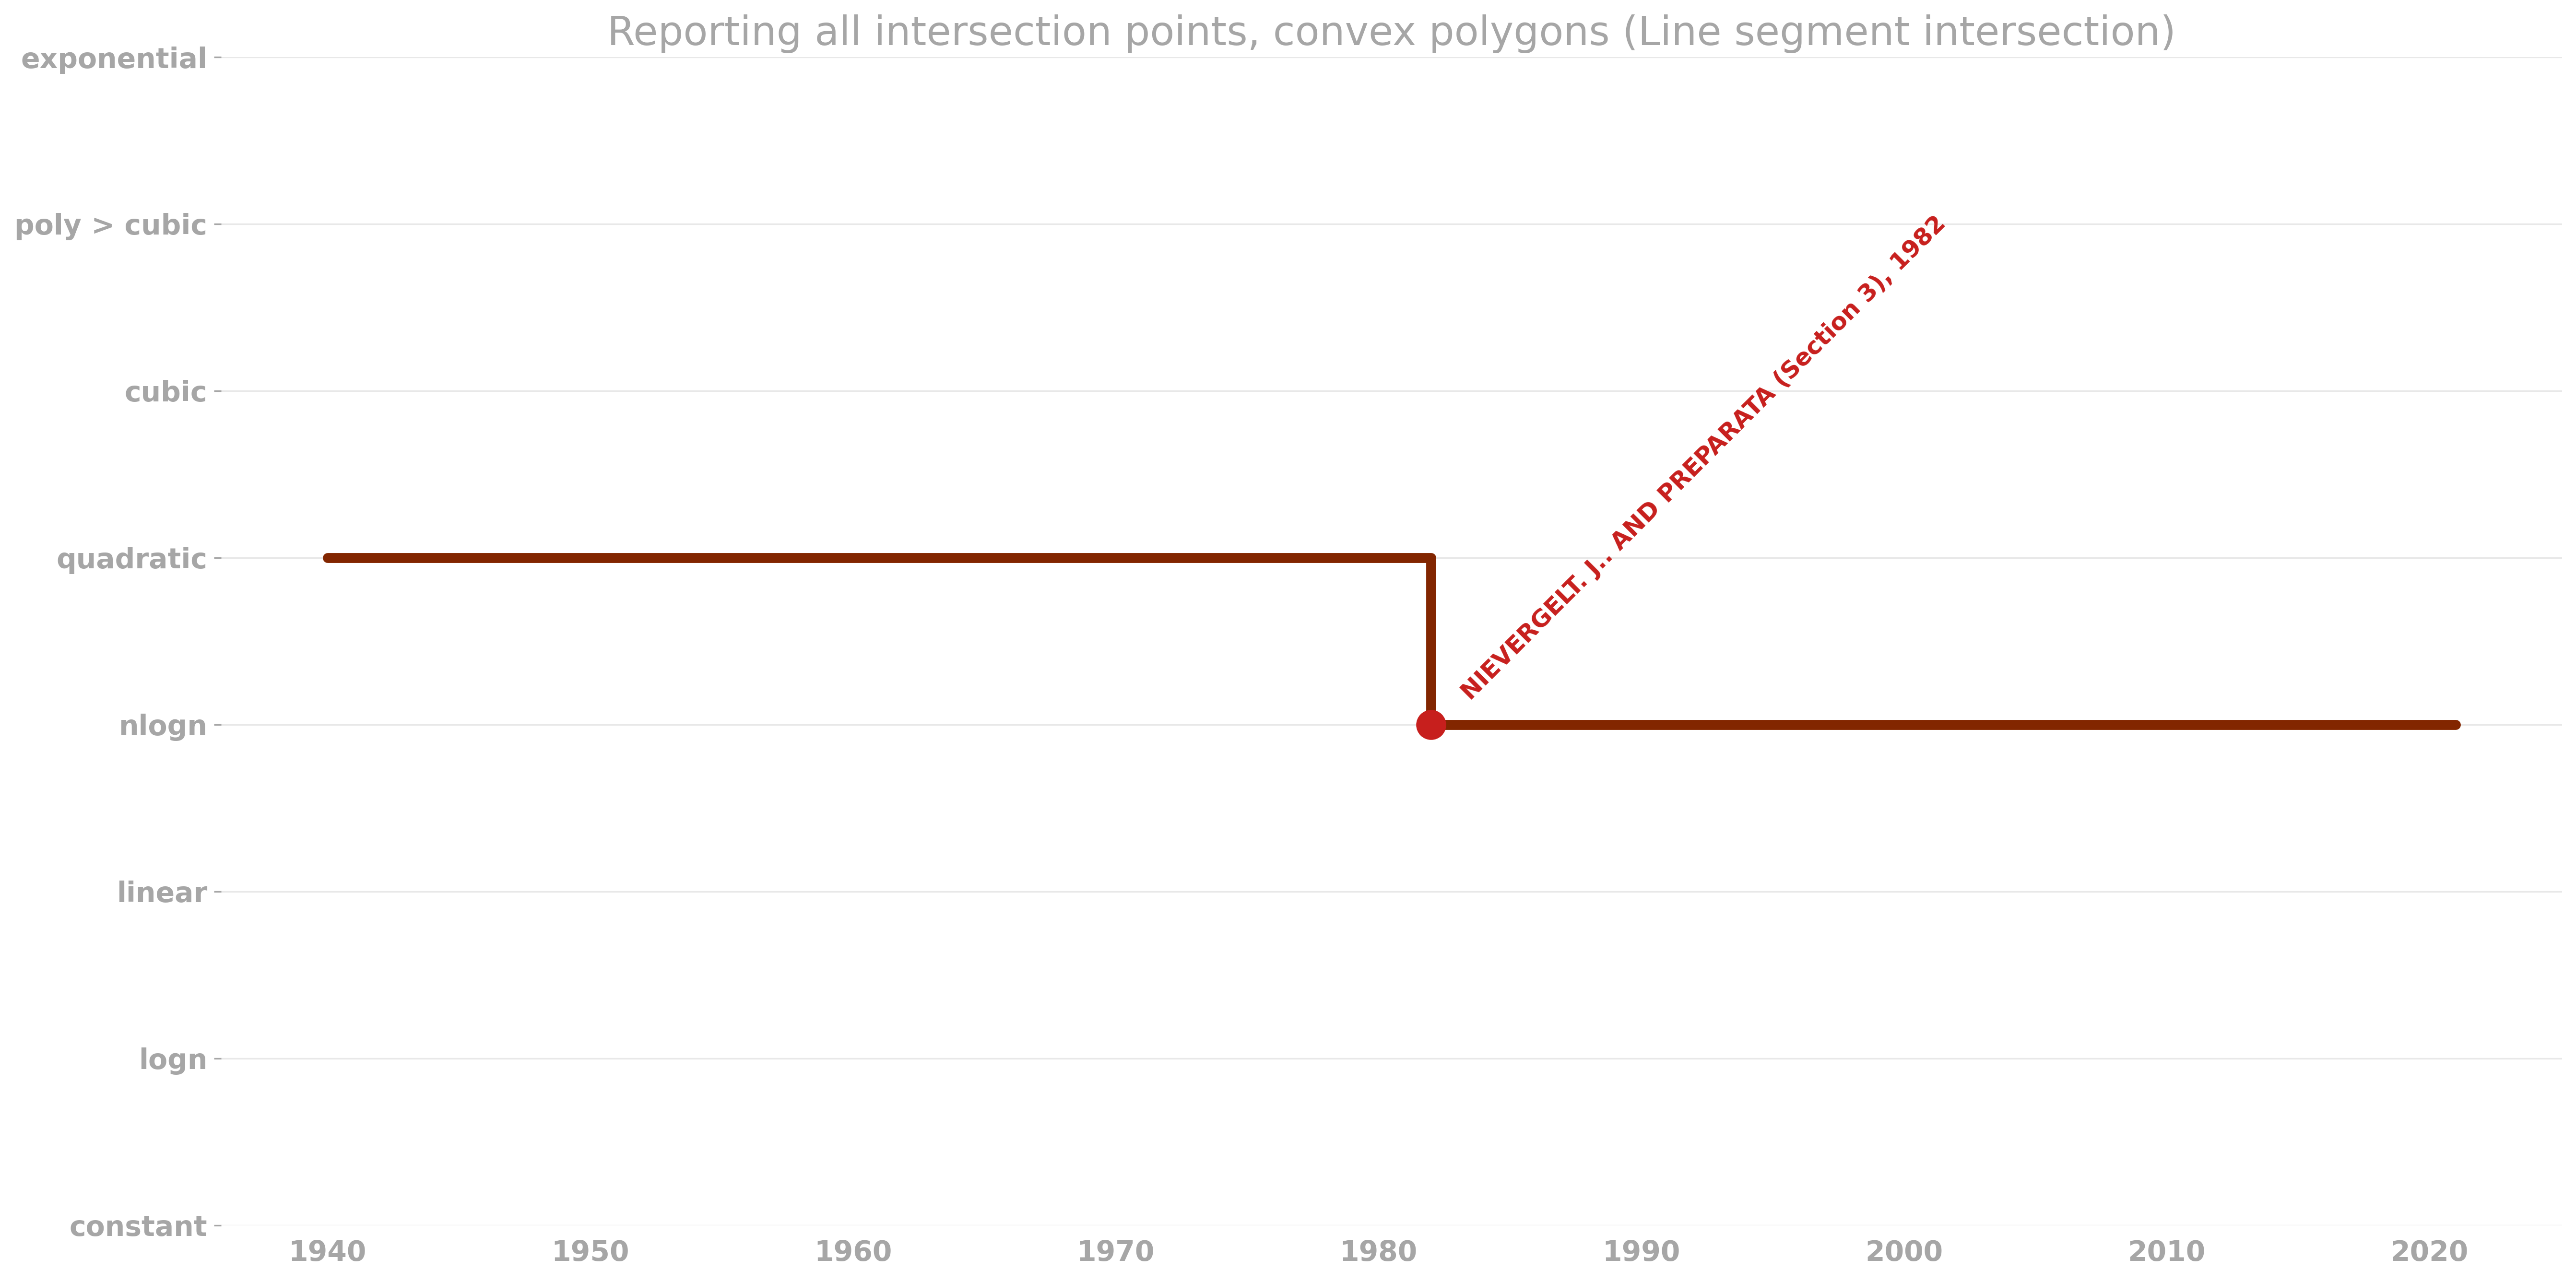 Reporting all intersection points, convex polygons (Line segment intersection)
exponential
poly > cubic
cubic
quadratic
nlogn
linear
logn
constant
NIEVERGELT. J.. AND PREPARATA (Section 3), 1982
1940 1950 1960 1970 1980 1990 2000 2010 2020